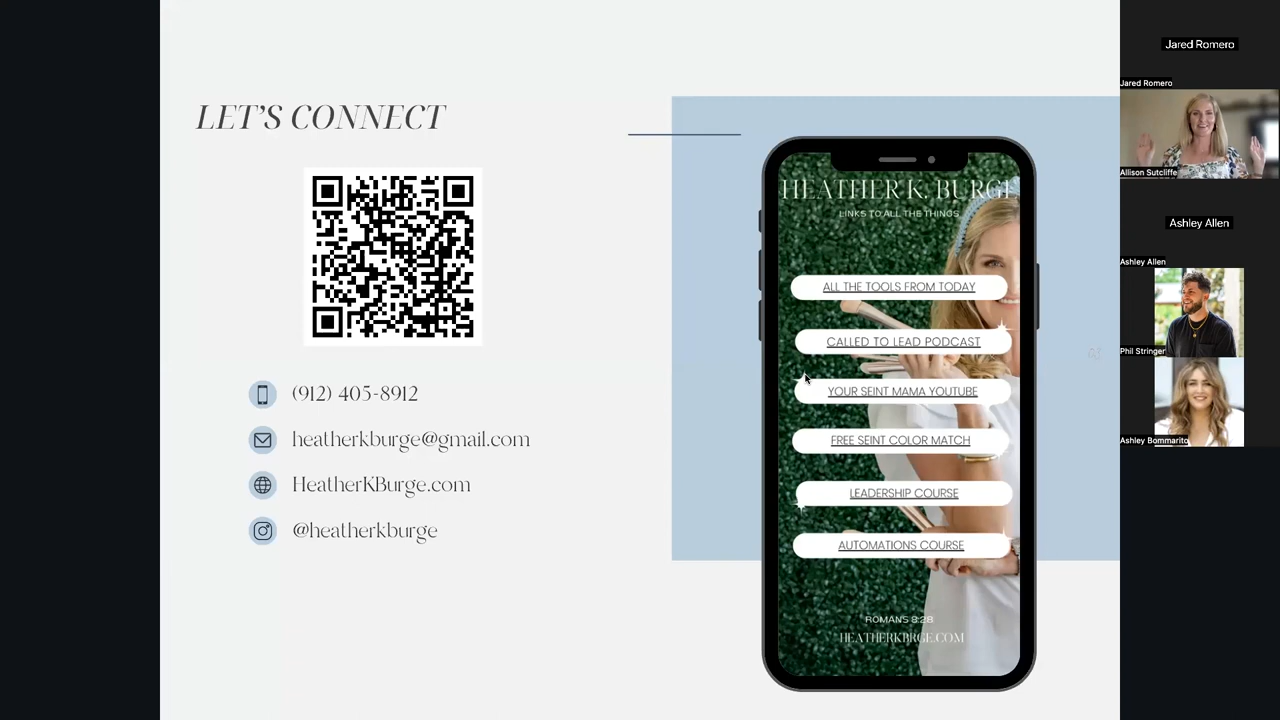 LET'S CONNECT
(912) 405-8912
heatherkburge@gmail.com
HeatherKBurge.com
@heatherkburge
HEATHER K. BURGE
LINKS TO ALL THE THINGS
ALL THE TOOLS FROM TODAY
CALLED TO LEAD PODCAST
YOUR SEINT MAMA YOUTUBE
FREE SEINT COLOR MATCH
LEADERSHIP COURSE
AUTOMATIONS COURSE
ROMANS 8:28
HEATHERKBRGE.COM
Jared Romero
Jared Romero
Allison Sutcliffe
Ashley Allen
Ashley Allen
Phil Stringer
Ashley Bommarito